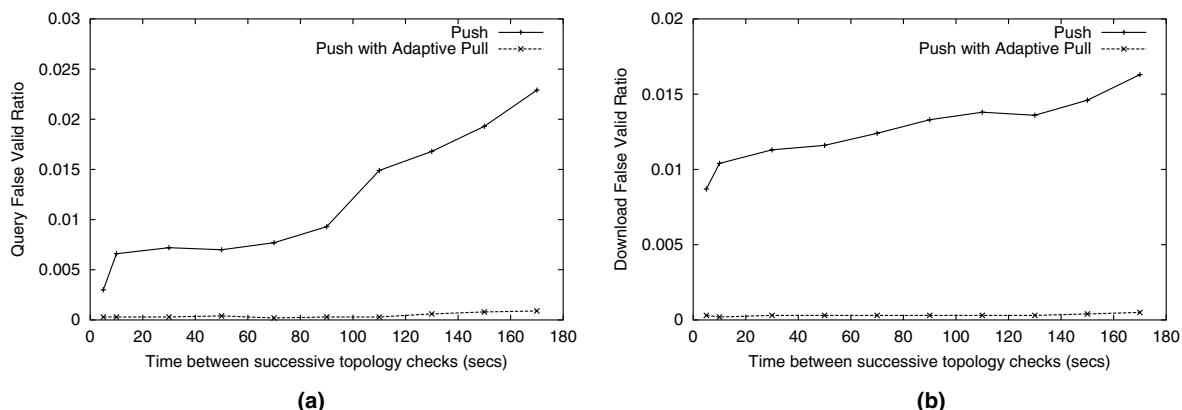 0.03
0.025
0.02
0.015
0.01
0.005
0
0 20 40 60 80 100 120 140 160 180
Query False Valid Ratio
Time between successive topology checks (secs)
Push
Push with Adaptive Pull
(a)
0.02
0.015
0.01
0.005
0
0 20 40 60 80 100 120 140 160 180
Download False Valid Ratio
Time between successive topology checks (secs)
Push
Push with Adaptive Pull
(b)